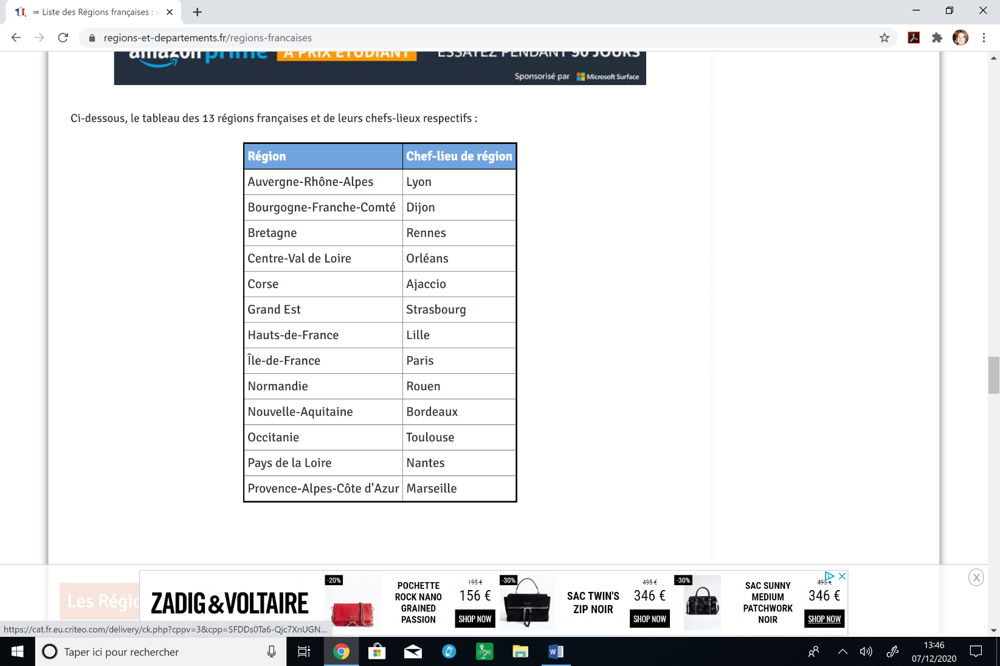 ⇒ Liste des Régions françaises :
regions-et-departements.fr/regions-francaises
amazon prime A PRIX ÉTUDIANT ESSAYEZ PENDANT 90 JOURS
Sponsorisé par Microsoft Surface
Ci-dessous, le tableau des 13 régions françaises et de leurs chefs-lieux respectifs :
Région Chef-lieu de région
Auvergne-Rhône-Alpes Lyon
Bourgogne-Franche-Comté Dijon
Bretagne Rennes
Centre-Val de Loire Orléans
Corse Ajaccio
Grand Est Strasbourg
Hauts-de-France Lille
Île-de-France Paris
Normandie Rouen
Nouvelle-Aquitaine Bordeaux
Occitanie Toulouse
Pays de la Loire Nantes
Provence-Alpes-Côte d'Azur Marseille
Les Régio
ZADIG & VOLTAIRE
-20%
POCHETTE
ROCK NANO
GRAINED
PASSION
195 €
156 €
SHOP NOW
-30%
SAC TWIN'S
ZIP NOIR
495 €
346 €
SHOP NOW
-30%
SAC SUNNY
MEDIUM
PATCHWORK
NOIR
495 €
346 €
SHOP NOW
X
https://cat.fr.eu.criteo.com/delivery/ck.php?cppv=3&cpp=SFDDs0Ta6-Qjc7XnUGN...
Taper ici pour rechercher
13:46
07/12/2020